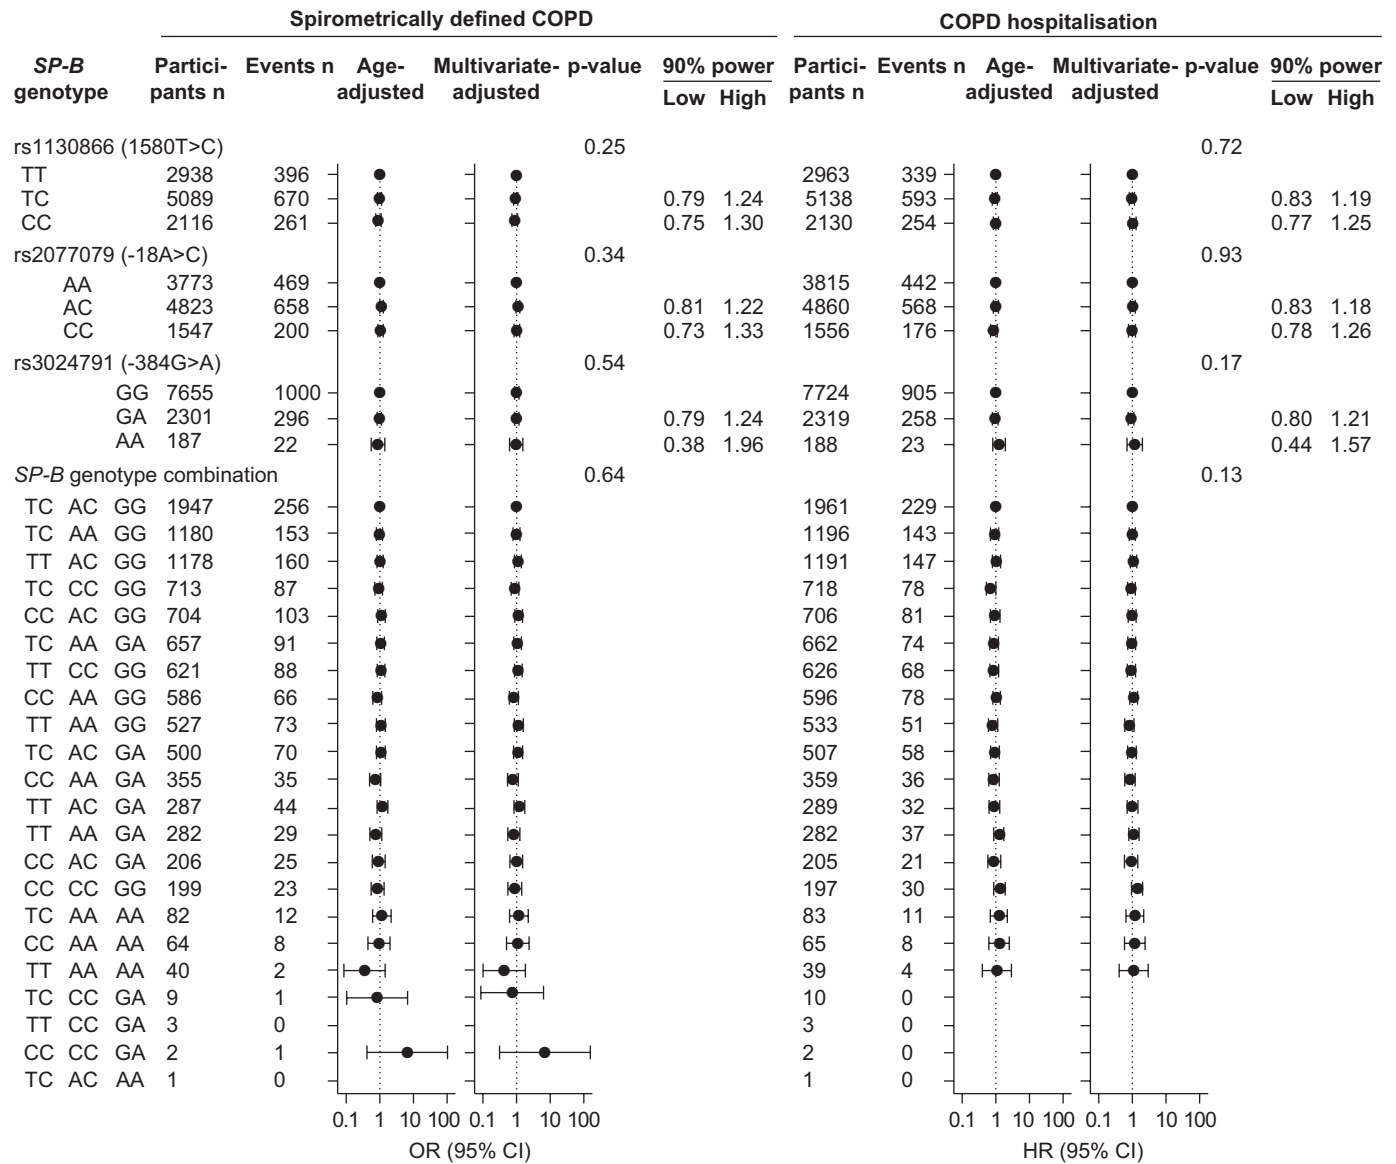 Spirometrically defined COPD COPD hospitalisation
SP-B Partici- Events n Age- Multivariate- p-value 90% power Partici- Events n Age- Multivariate- p-value 90% power
genotype pants n adjusted adjusted Low High pants n adjusted adjusted Low High
rs1130866 (1580T>C) 0.25 0.72
TT 2938 396 2963 339
TC 5089 670 0.79 1.24 5138 593 0.83 1.19
CC 2116 261 0.75 1.30 2130 254 0.77 1.25
rs2077079 (-18A>C) 0.34 0.93
AA 3773 469 3815 442
AC 4823 658 0.81 1.22 4860 568 0.83 1.18
CC 1547 200 0.73 1.33 1556 176 0.78 1.26
rs3024791 (-384G>A) 0.54 0.17
GG 7655 1000 7724 905
GA 2301 296 0.79 1.24 2319 258 0.80 1.21
AA 187 22 0.38 1.96 188 23 0.44 1.57
SP-B genotype combination 0.64 0.13
TC AC GG 1947 256 1961 229
TC AA GG 1180 153 1196 143
TT AC GG 1178 160 1191 147
TC CC GG 713 87 718 78
CC AC GG 704 103 706 81
TC AA GA 657 91 662 74
TT CC GG 621 88 626 68
CC AA GG 586 66 596 78
TT AA GG 527 73 533 51
TC AC GA 500 70 507 58
CC AA GA 355 35 359 36
TT AC GA 287 44 289 32
TT AA GA 282 29 282 37
CC AC GA 206 25 205 21
CC CC GG 199 23 197 30
TC AA AA 82 12 83 11
CC AA AA 64 8 65 8
TT AA AA 40 2 39 4
TC CC GA 9 1 10 0
TT CC GA 3 0 3 0
CC CC GA 2 1 2 0
TC AC AA 1 0 1 0
0.1 1 10 100 0.1 1 10 100 0.1 1 10 100 0.1 1 10 100
OR (95% CI) HR (95% CI)